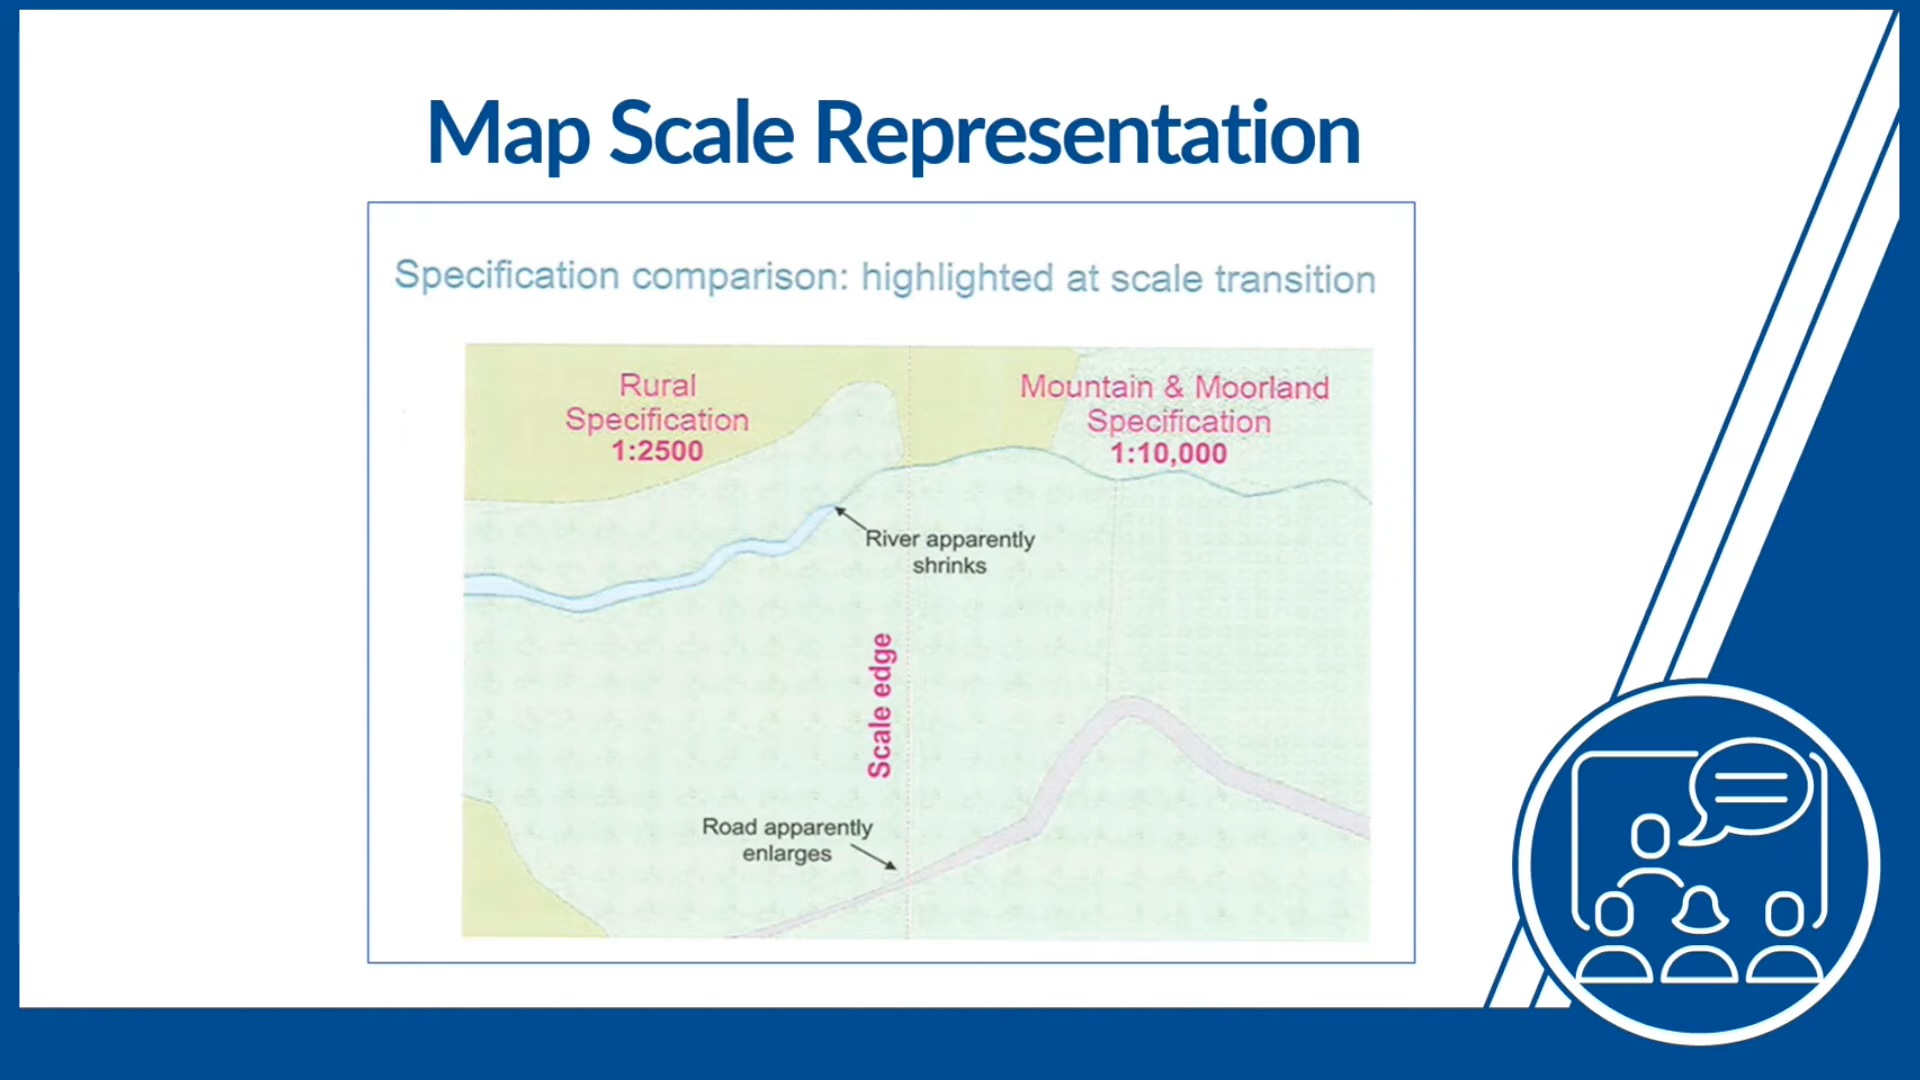 Map Scale Representation
Specification comparison: highlighted at scale transition
Rural
Specification
1:2500
Mountain & Moorland
Specification
1:10,000
River apparently
shrinks
Scale edge
Road apparently
enlarges